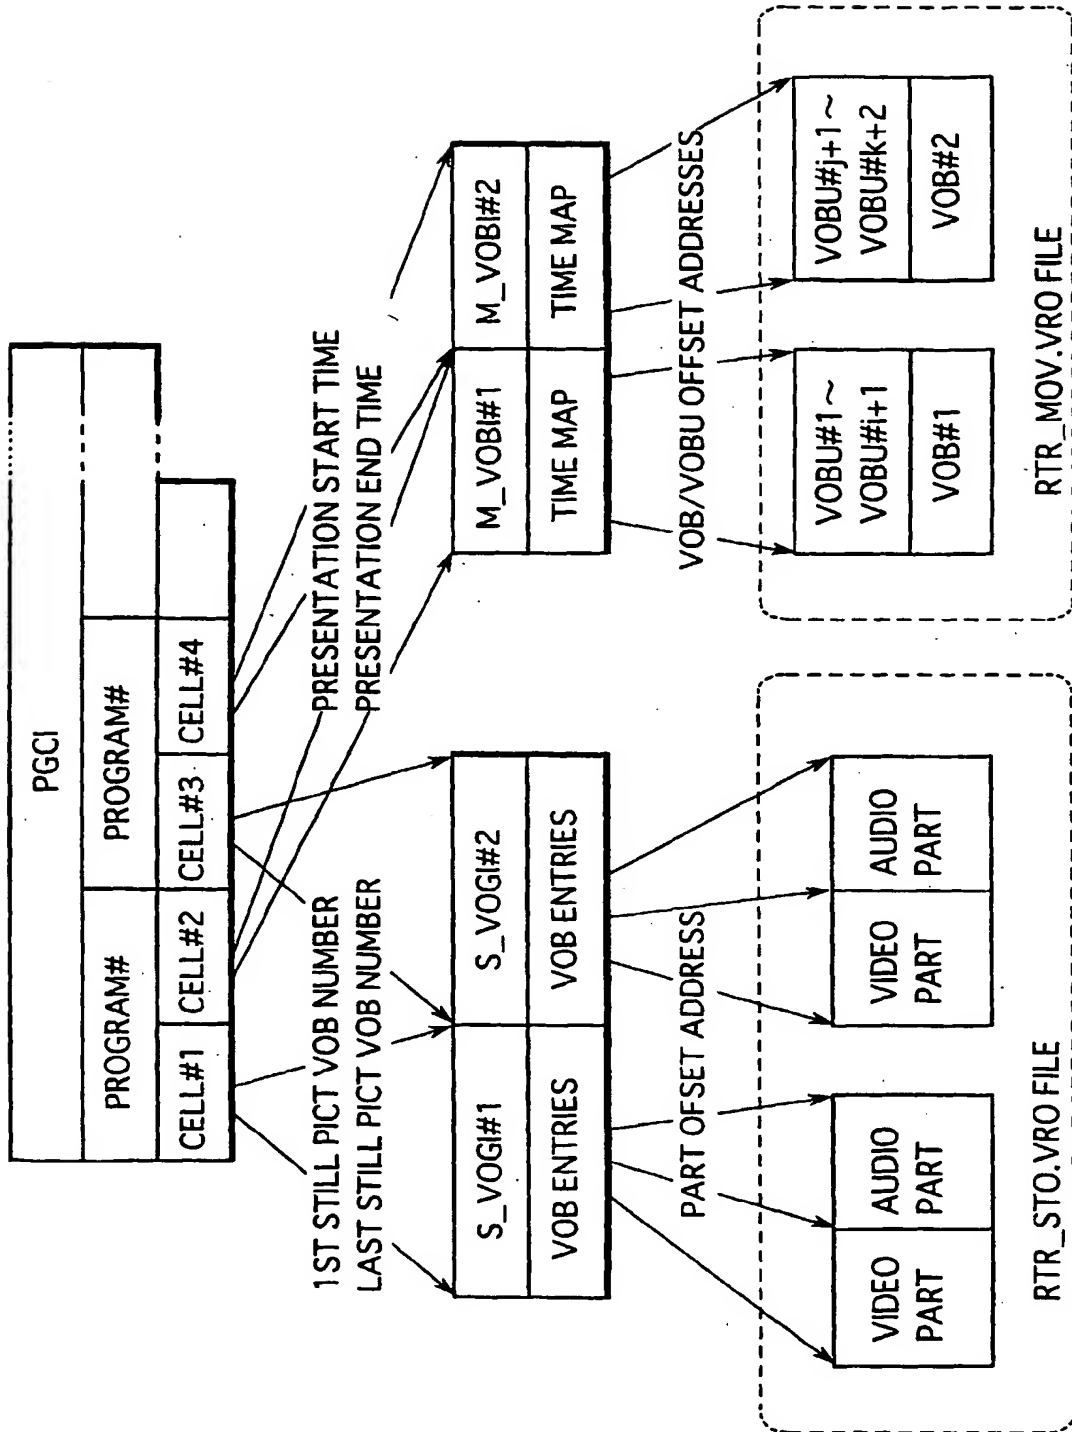 PGCI
PROGRAM#
PROGRAM#
CELL#1
CELL#2
CELL#3
CELL#4
1ST STILL PICT VOB NUMBER
LAST STILL PICT VOB NUMBER
PRESENTATION START TIME
PRESENTATION END TIME
S_VOGI#1
S_VOGI#2
VOB ENTRIES
VOB ENTRIES
M_VOBI#1
M_VOBI#2
TIME MAP
TIME MAP
PART OFSET ADDRESS
VOB/VOBU OFFSET ADDRESSES
VIDEO
PART
AUDIO
PART
VIDEO
PART
AUDIO
PART
RTR_STO.VRO FILE
VOBU#1~
VOBU#i+1
VOB#1
VOBU#j+1~
VOBU#k+2
VOB#2
RTR_MOV.VRO FILE